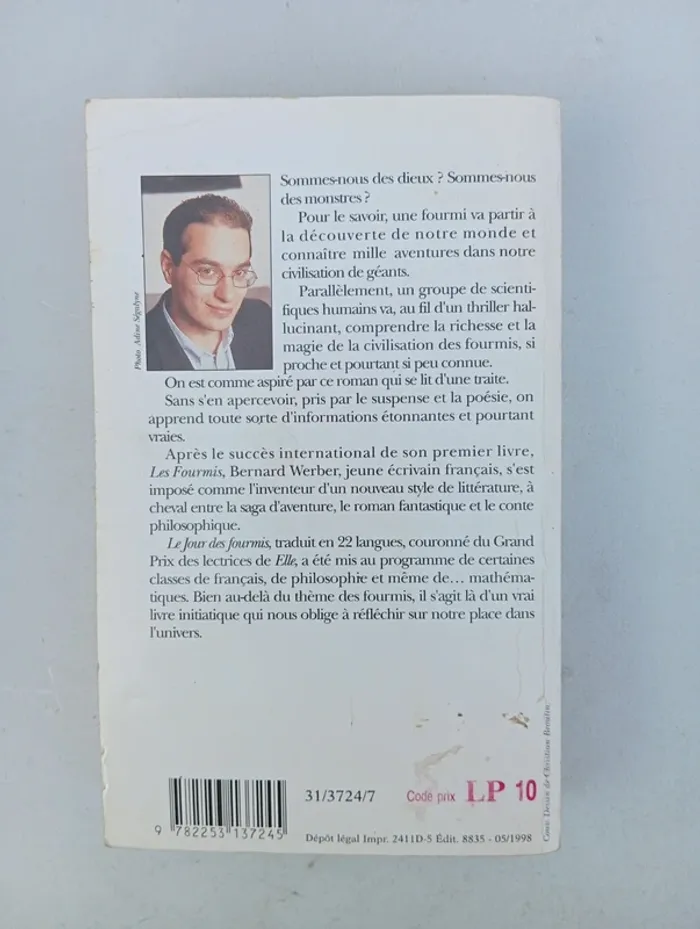 Sommes-nous des dieux ? Sommes-nous
des monstres ?
Pour le savoir, une fourmi va partir à
la découverte de notre monde et
connaître mille aventures dans notre
civilisation de géants.
Parallèlement, un groupe de scienti-
fiques humains va, au fil d'un thriller hal-
lucinant, comprendre la richesse et la
magie de la civilisation des fourmis, si
proche et pourtant si peu connue.
On est comme aspiré par ce roman qui se lit d'une traite.
Sans s'en apercevoir, pris par le suspense et la poésie, on
apprend toute sorte d'informations étonnantes et pourtant
vraies.
Après le succès international de son premier livre,
Les Fourmis, Bernard Werber, jeune écrivain français, s'est
imposé comme l'inventeur d'un nouveau style de littérature, à
cheval entre la saga d'aventure, le roman fantastique et le conte
philosophique.
Le Jour des fourmis, traduit en 22 langues, couronné du Grand
Prix des lectrices de Elle, a été mis au programme de certaines
classes de français, de philosophie et même de... mathéma-
tiques. Bien au-delà du thème des fourmis, il s'agit là d'un vrai
livre initiatique qui nous oblige à réfléchir sur notre place dans
l'univers.
Photo Adine
31/3724/7
Code prix LP 10
9 782253 137245
Dépôt légal Impr. 2411D-5 Édit. 8835 - 05/1998
Couv. Dessin de Christian